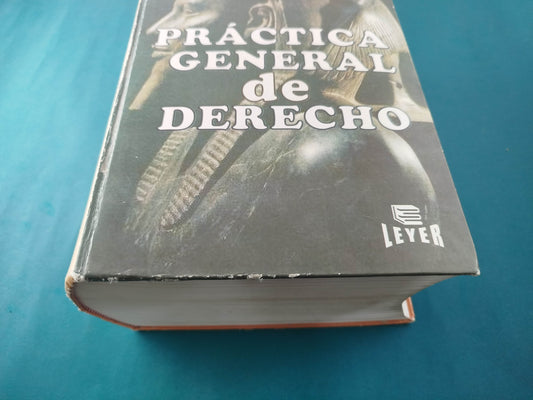 PRÁCTICA
GENERAL
de
DERECHO
LEYER